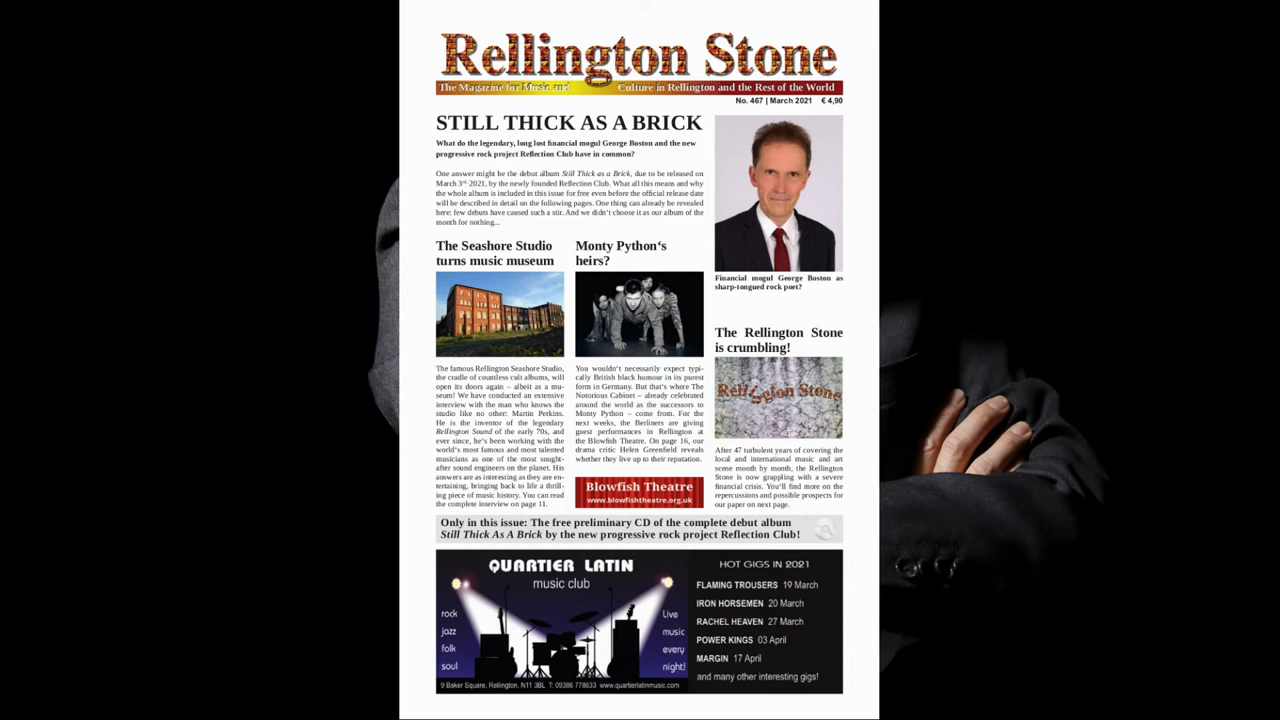 Rellington Stone
The Magazine for Music and Culture in Rellington and the Rest of the World
No. 467 | March 2021 € 4,90
STILL THICK AS A BRICK
What do the legendary, long lost financial mogul George Boston and the new
progressive rock project Reflection Club have in common?
One answer might be the debut album Still Thick as a Brick, due to be released on
March 3rd, 2021, by the newly founded Reflection Club. What all this means and why
the whole album is included in this issue for free even before the official release date
will be described in detail on the following pages. One thing can already be revealed
here: few debuts have caused such a stir. And we didn't choose it as our album of the
month for nothing...
Financial mogul George Boston as
sharp-tongued rock poet?
The Seashore Studio
turns music museum
The famous Rellington Seashore Studio,
the cradle of countless cult albums, will
open its doors again – albeit as a mu-
seum! We have conducted an extensive
interview with the man who knows the
studio like no other: Martin Perkins.
He is the inventor of the legendary
Rellington Sound of the early 70s, and
ever since, he's been working with the
world's most famous and most talented
musicians as one of the most sought-
after sound engineers on the planet. His
answers are as interesting as they are en-
tertaining, bringing back to life a thrill-
ing piece of music history. You can read
the complete interview on page 11.
Monty Python‘s
heirs?
You wouldn‘t necessarily expect typi-
cally British black humour in its purest
form in Germany. But that's where The
Notorious Cabinet – already celebrated
around the world as the successors to
Monty Python – come from. For the
next weeks, the Berliners are giving
guest performances in Rellington at
the Blowfish Theatre. On page 16, our
drama critic Helen Greenfield reveals
whether they live up to their reputation.
Blowfish Theatre
www.blowfishtheatre.org.uk
The Rellington Stone
is crumbling!
Rellington Stone
After 47 turbulent years of covering the
local and international music and art
scene month by month, the Rellington
Stone is now grappling with a severe
financial crisis. You‘ll find more on the
repercussions and possible prospects for
our paper on next page.
Only in this issue: The free preliminary CD of the complete debut album
Still Thick As A Brick by the new progressive rock project Reflection Club!
QUARTIER LATIN
music club
rock
jazz
folk
soul
Live
music
every
night!
9 Baker Square, Rellington, N11 3BL T: 09386 778633 www.quartierlatinmusic.com
HOT GIGS IN 2021
FLAMING TROUSERS 19 March
IRON HORSEMEN 20 March
RACHEL HEAVEN 27 March
POWER KINGS 03 April
MARGIN 17 April
and many other interesting gigs!